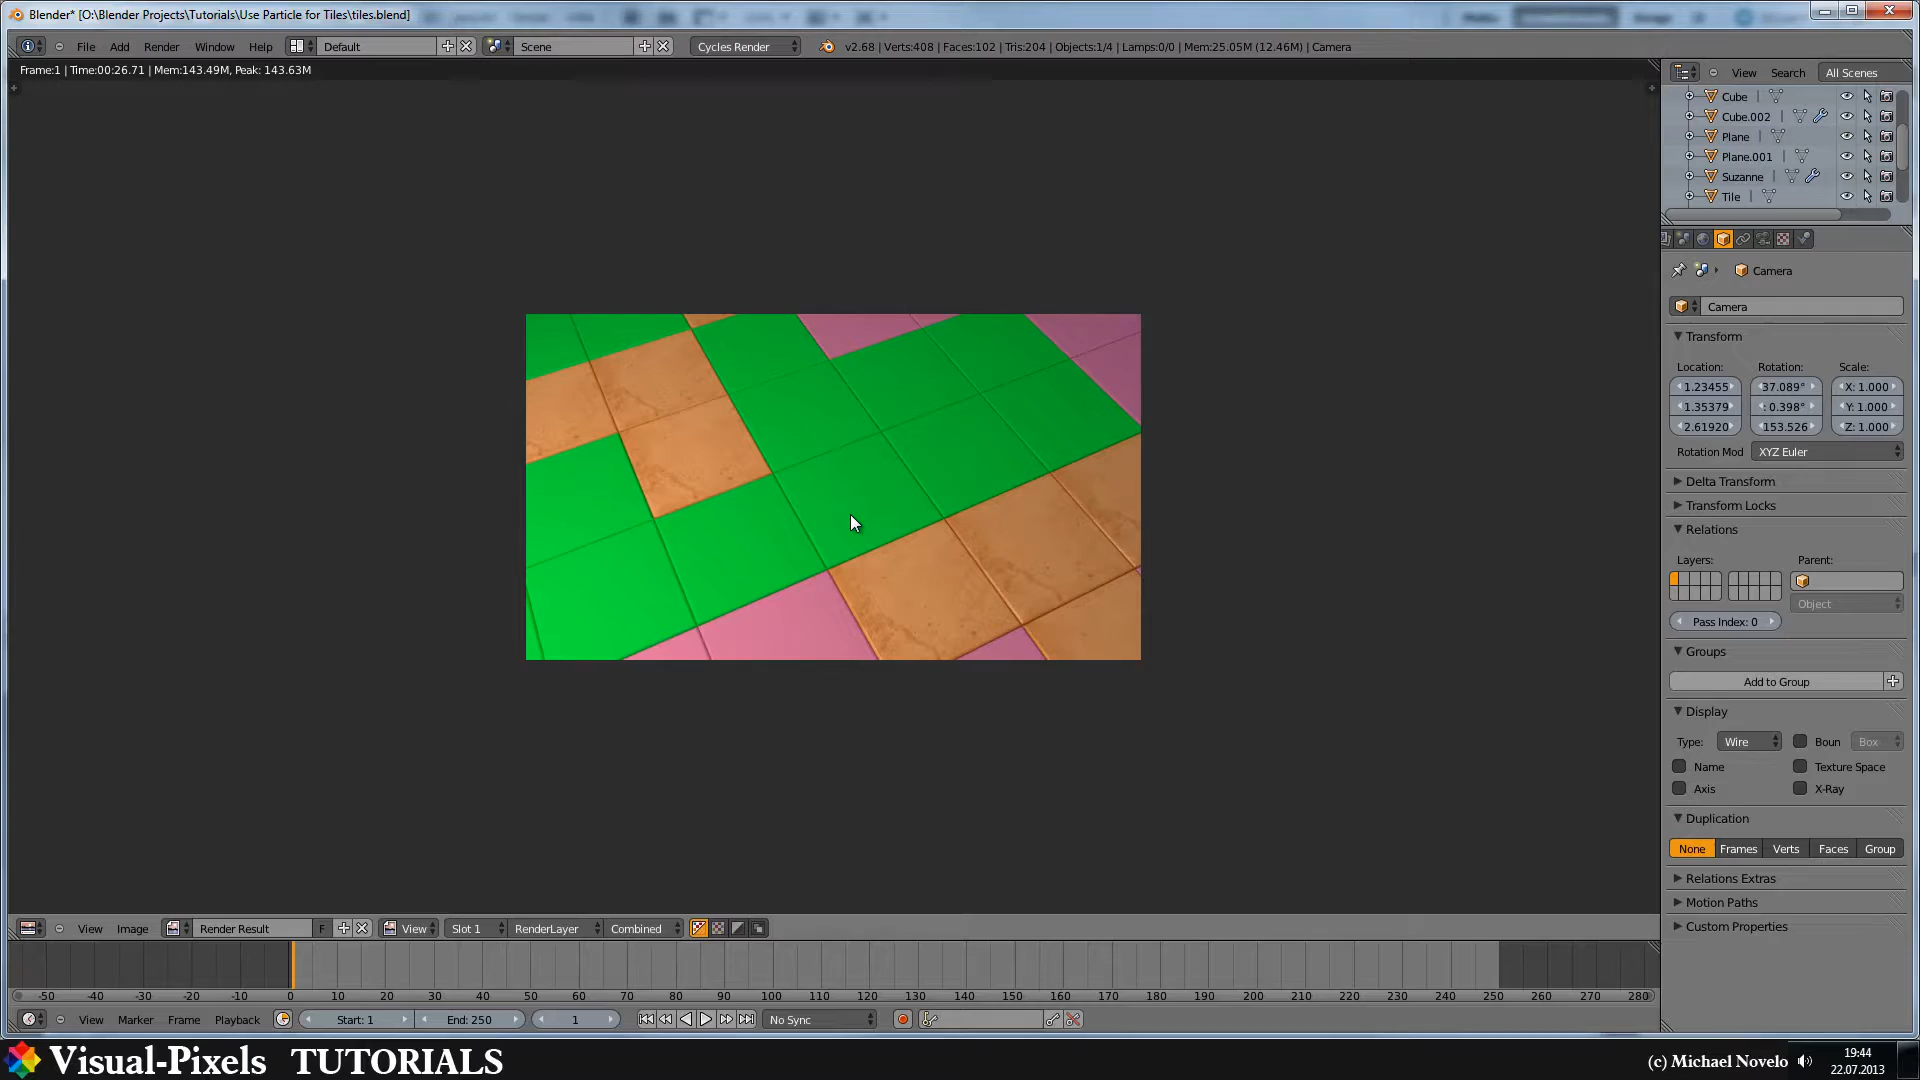 Blender* [O:\Blender Projects\Tutorials\Use Particle for Tiles\tiles.blend]
File Add Render Window Help Default Scene Cycles Render v2.68 | Verts:408 | Faces:102 | Tris:204 | Objects:1/4 | Lamps:0/0 | Mem:25.05M (12.46M) | Camera
Frame:1 | Time:00:26.71 | Mem:143.49M, Peak: 143.63M
View Search All Scenes
Cube
Cube.002
Plane
Plane.001
Suzanne
Tile
Camera
Camera
Transform
Location: Rotation: Scale:
1.23455 37.089° X: 1.000
1.35379 : 0.398° Y: 1.000
2.61920 153.526 Z: 1.000
Rotation Mod XYZ Euler
Delta Transform
Transform Locks
Relations
Layers: Parent:
Object
Pass Index: 0
Groups
Add to Group
Display
Type: Wire Boun Box
Name Texture Space
Axis X-Ray
Duplication
None Frames Verts Faces Group
Relations Extras
Motion Paths
Custom Properties
View Image Render Result F View Slot 1 RenderLayer Combined
-50 -40 -30 -20 -10 0 10 20 30 40 50 60 70 80 90 100 110 120 130 140 150 160 170 180 190 200 210 220 230 240 250 260 270 280
View Marker Frame Playback Start: 1 End: 250 1 No Sync
Visual-Pixels TUTORIALS
(c) Michael Novelo
19:44
22.07.2013